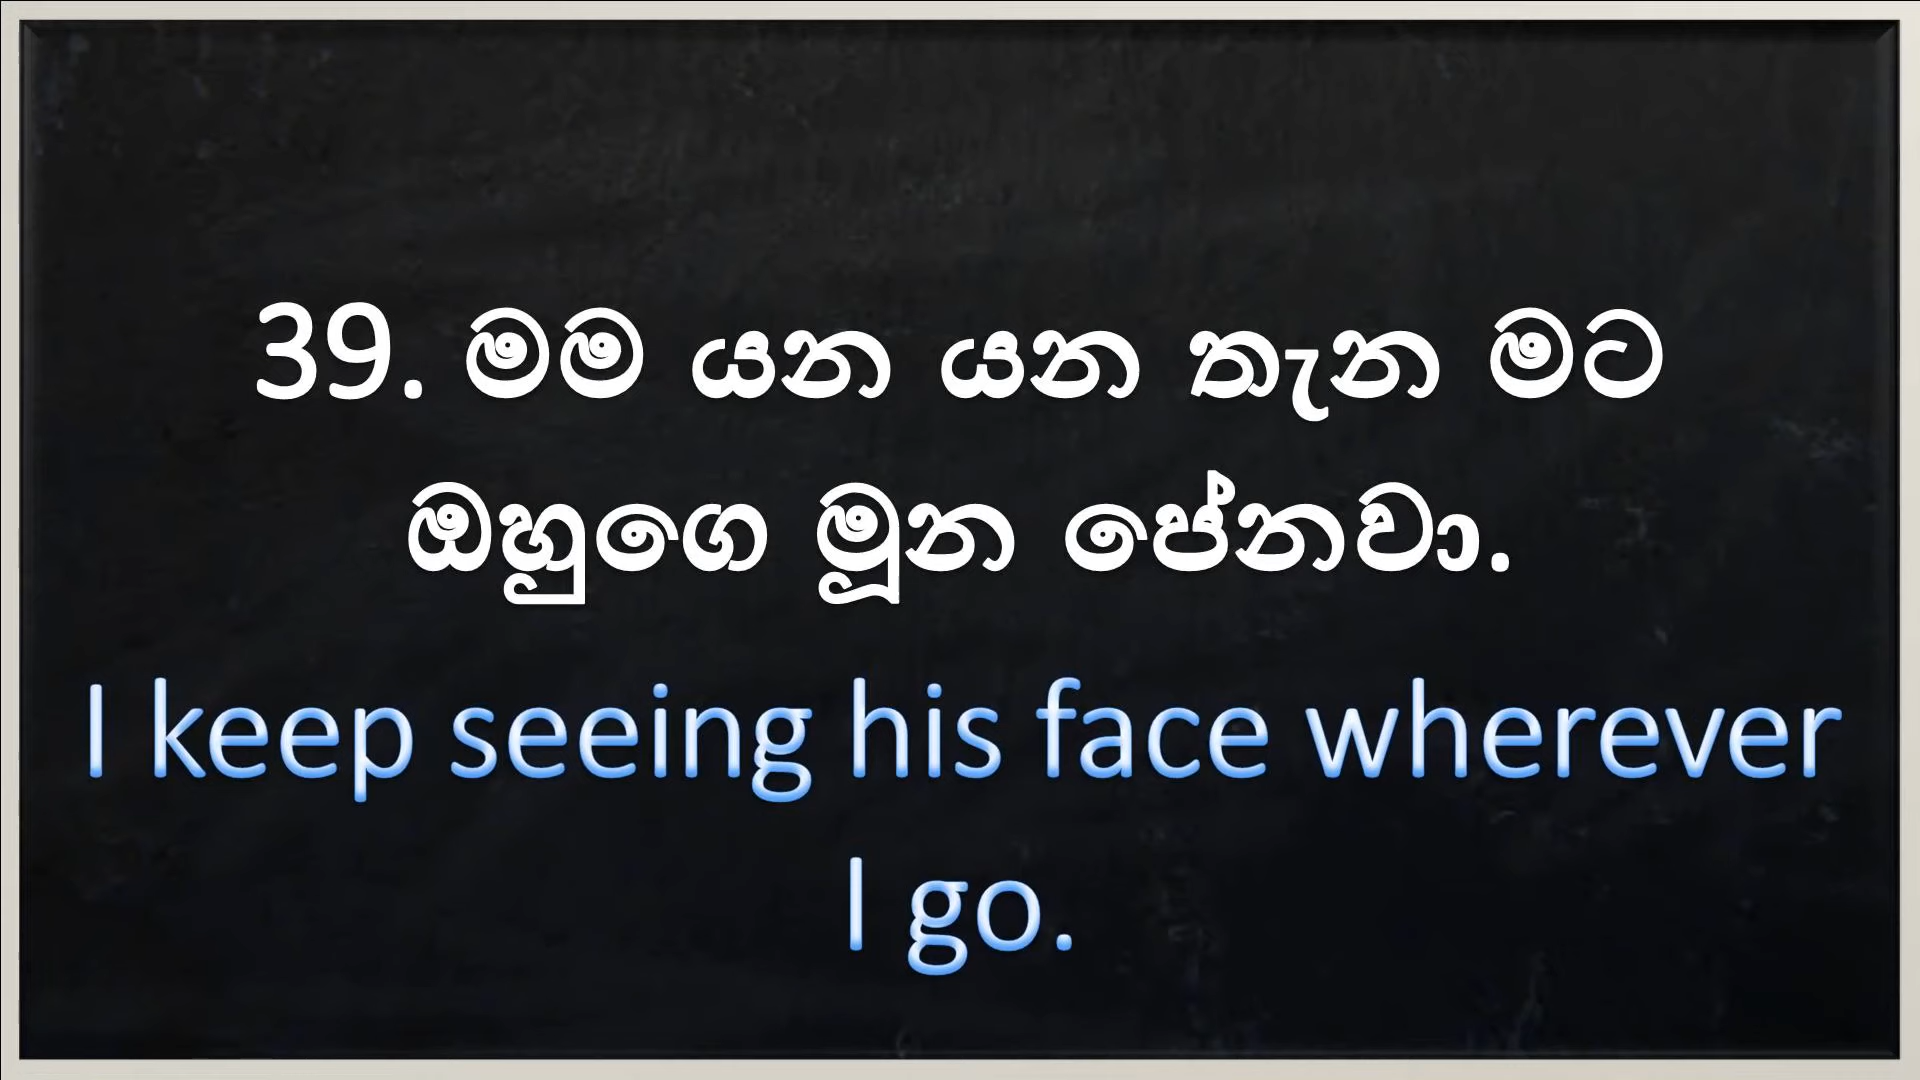 39. මම යන යන තැන මට
ඔහුගෙ මූන පේනවා.
I keep seeing his face wherever
I go.